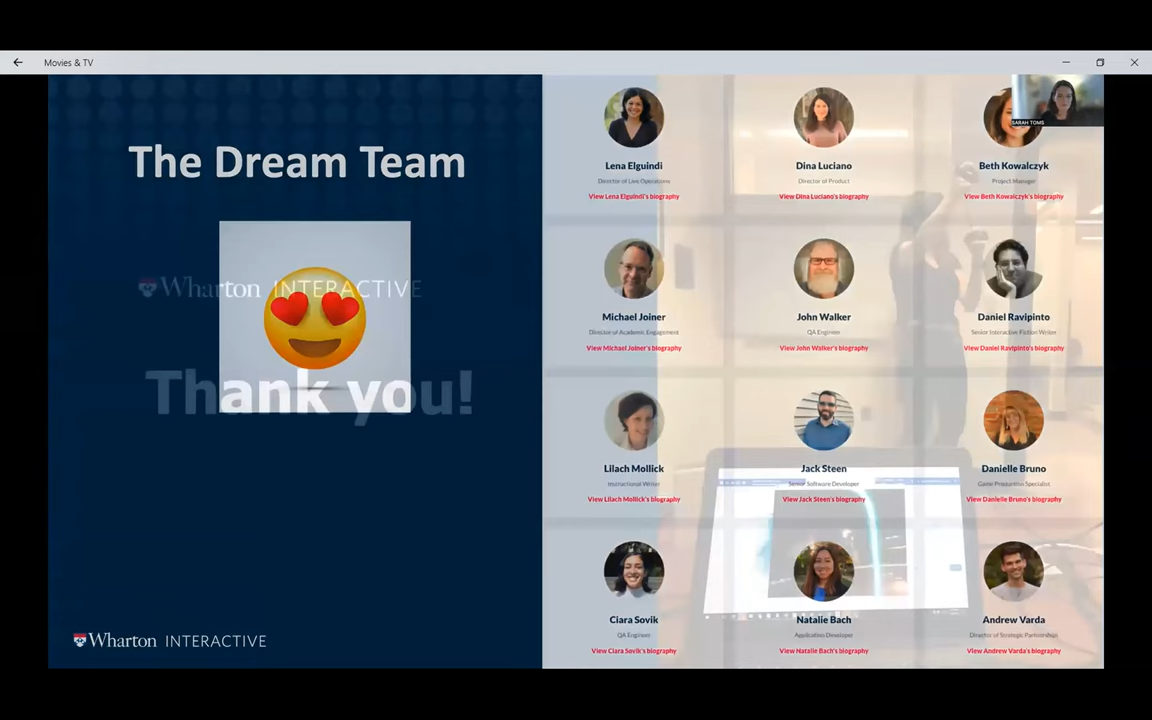 Movies & TV
The Dream Team
Wharton INTERACTIVE
Thank you!
Wharton INTERACTIVE
SARAH TOMS
Lena Elguindi
Director of Live Operations
View Lena Elguindi's biography
Dina Luciano
Director of Product
View Dina Luciano's biography
Beth Kowalczyk
Project Manager
View Beth Kowalczyk's biography
Michael Joiner
Director of Academic Engagement
View Michael Joiner's biography
John Walker
QA Engineer
View John Walker's biography
Daniel Ravipinto
Senior Interactive Fiction Writer
View Daniel Ravipinto's biography
Lilach Mollick
Instructional Writer
View Lilach Mollick's biography
Jack Steen
Senior Software Developer
View Jack Steen's biography
Danielle Bruno
Game Production Specialist
View Danielle Bruno's biography
Ciara Sovik
QA Engineer
View Ciara Sovik's biography
Natalie Bach
Application Developer
View Natalie Bach's biography
Andrew Varda
Director of Strategic Partnerships
View Andrew Varda's biography